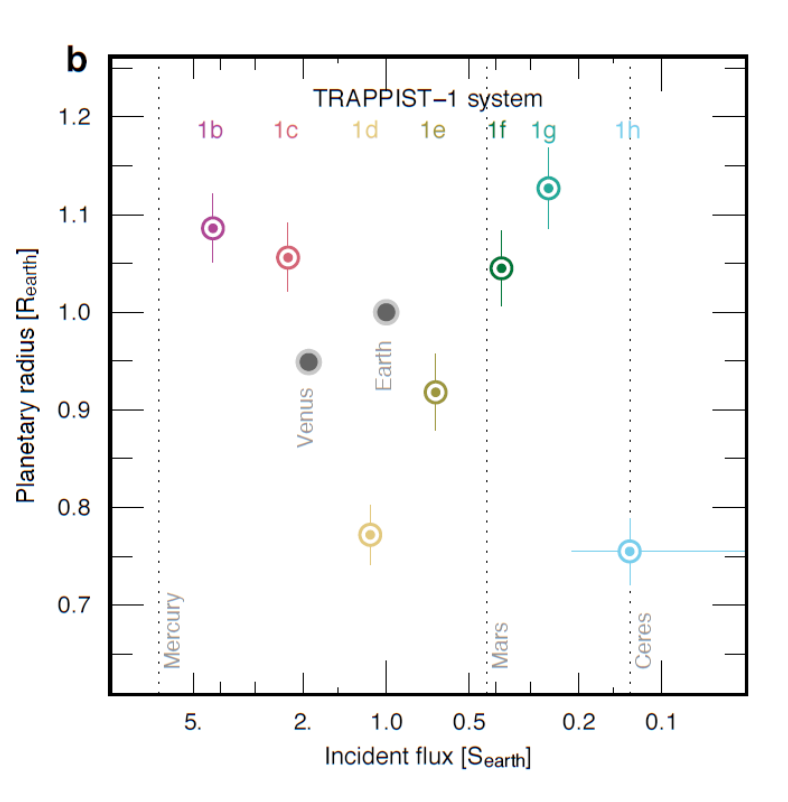 b
TRAPPIST–1 system
1b 1c 1d 1e 1f 1g 1h
1.2
1.1
1.0
0.9
0.8
0.7
Planetary radius [Rearth]
Earth
Venus
Mercury
Mars
Ceres
5. 2. 1.0 0.5 0.2 0.1
Incident flux [Searth]